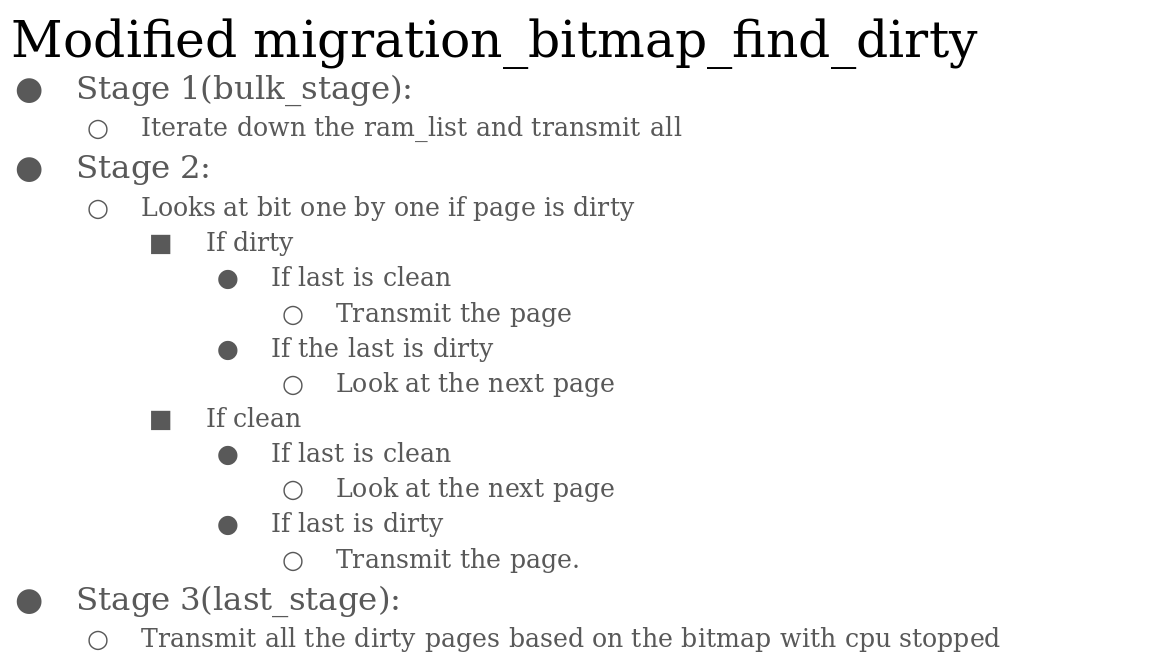 Modified migration_bitmap_find_dirty
● Stage 1(bulk_stage):
○ Iterate down the ram_list and transmit all
● Stage 2:
○ Looks at bit one by one if page is dirty
■ If dirty
● If last is clean
○ Transmit the page
● If the last is dirty
○ Look at the next page
■ If clean
● If last is clean
○ Look at the next page
● If last is dirty
○ Transmit the page.
● Stage 3(last_stage):
○ Transmit all the dirty pages based on the bitmap with cpu stopped